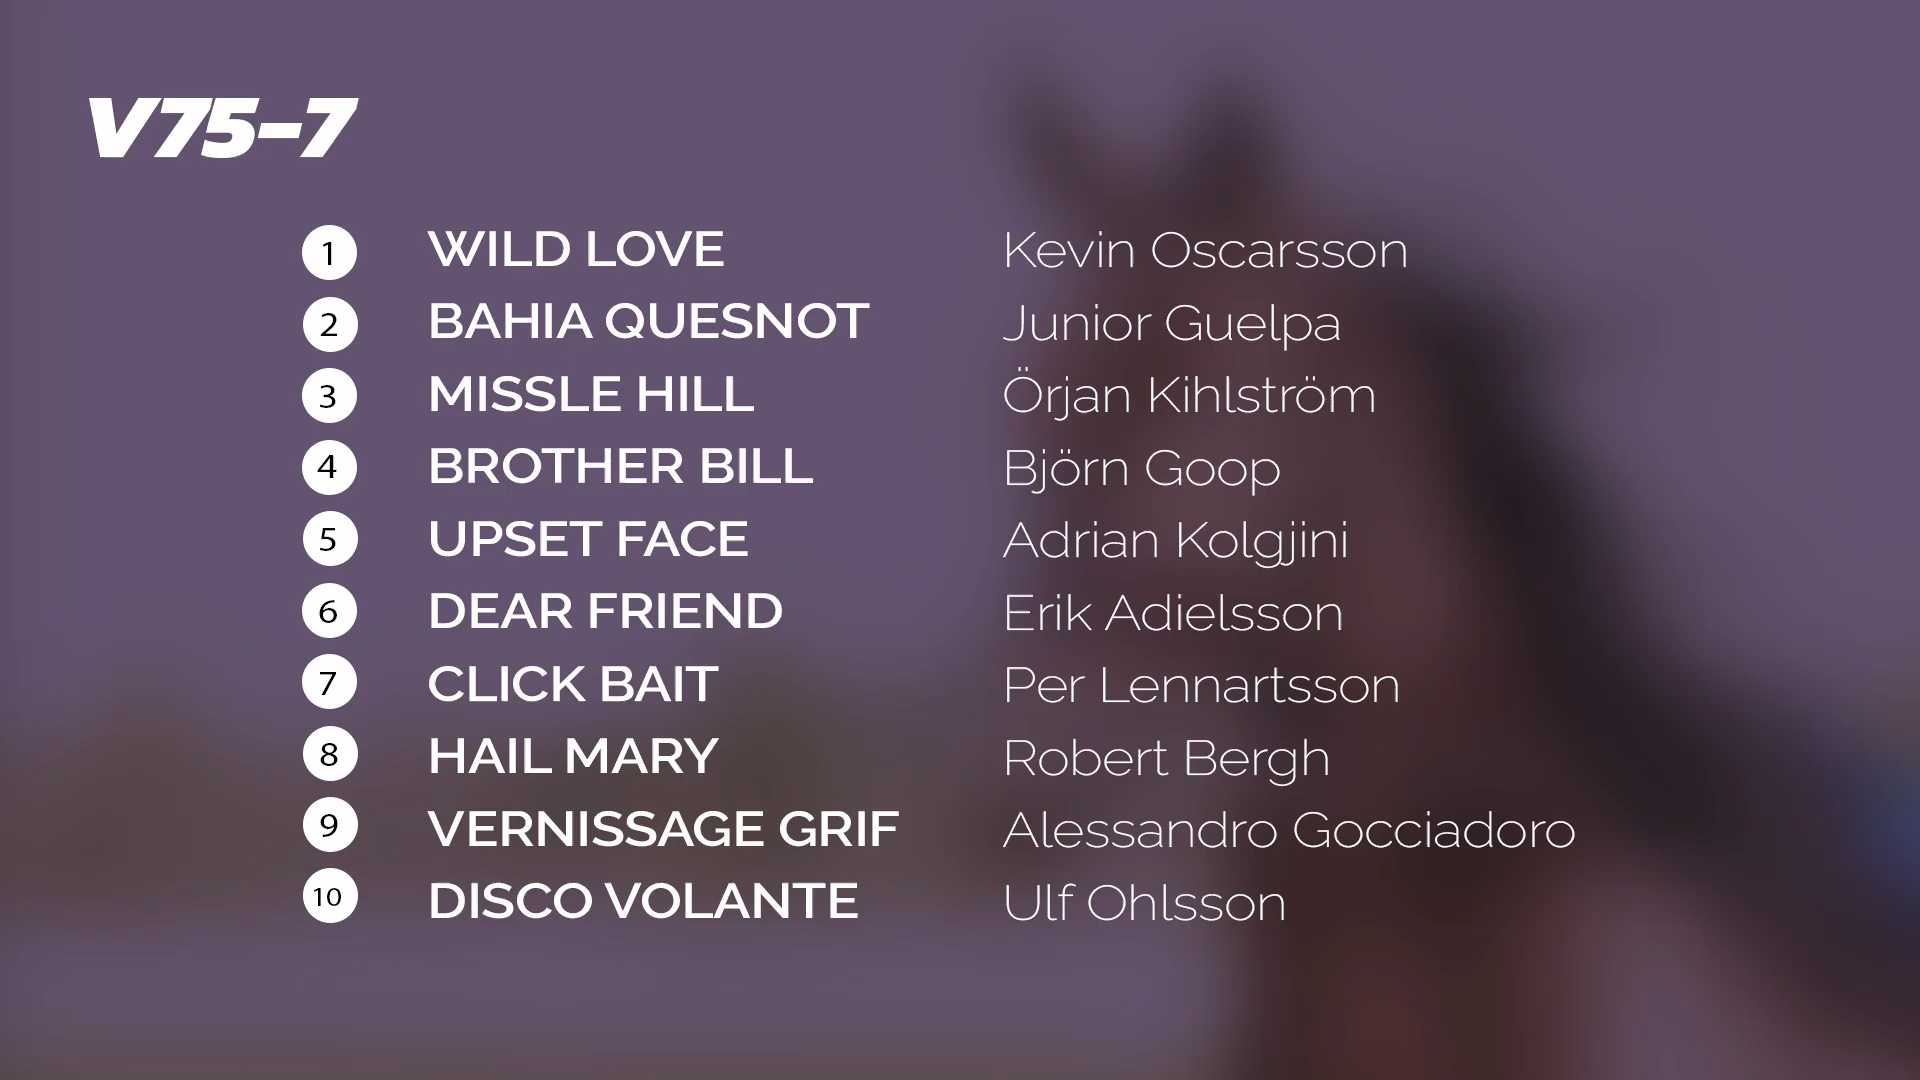 V75-7
1 WILD LOVE Kevin Oscarsson
2 BAHIA QUESNOT Junior Guelpa
3 MISSLE HILL Örjan Kihlström
4 BROTHER BILL Björn Goop
5 UPSET FACE Adrian Kolgjini
6 DEAR FRIEND Erik Adielsson
7 CLICK BAIT Per Lennartsson
8 HAIL MARY Robert Bergh
9 VERNISSAGE GRIF Alessandro Gocciadoro
10 DISCO VOLANTE Ulf Ohlsson